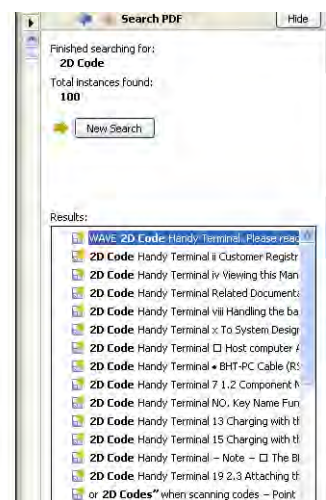 Search PDF
Hide
Finished searching for:
2D Code
Total instances found:
100
New Search
Results:
WAVE 2D Code Handy Terminal. Please read
2D Code Handy Terminal ii Customer Registr
2D Code Handy Terminal iv Viewing this Man
2D Code Handy Terminal Related Documenta
2D Code Handy Terminal viii Handling the ba
2D Code Handy Terminal x To System Design
2D Code Handy Terminal □ Host computer
2D Code Handy Terminal • BHT-PC Cable (RS
2D Code Handy Terminal 7 1.2 Component N
2D Code Handy Terminal NO. Key Name Fun
2D Code Handy Terminal 13 Charging with th
2D Code Handy Terminal 15 Charging with th
2D Code Handy Terminal – Note – □ The B
2D Code Handy Terminal 19 2.3 Attaching th
or 2D Codes" when scanning codes – Point